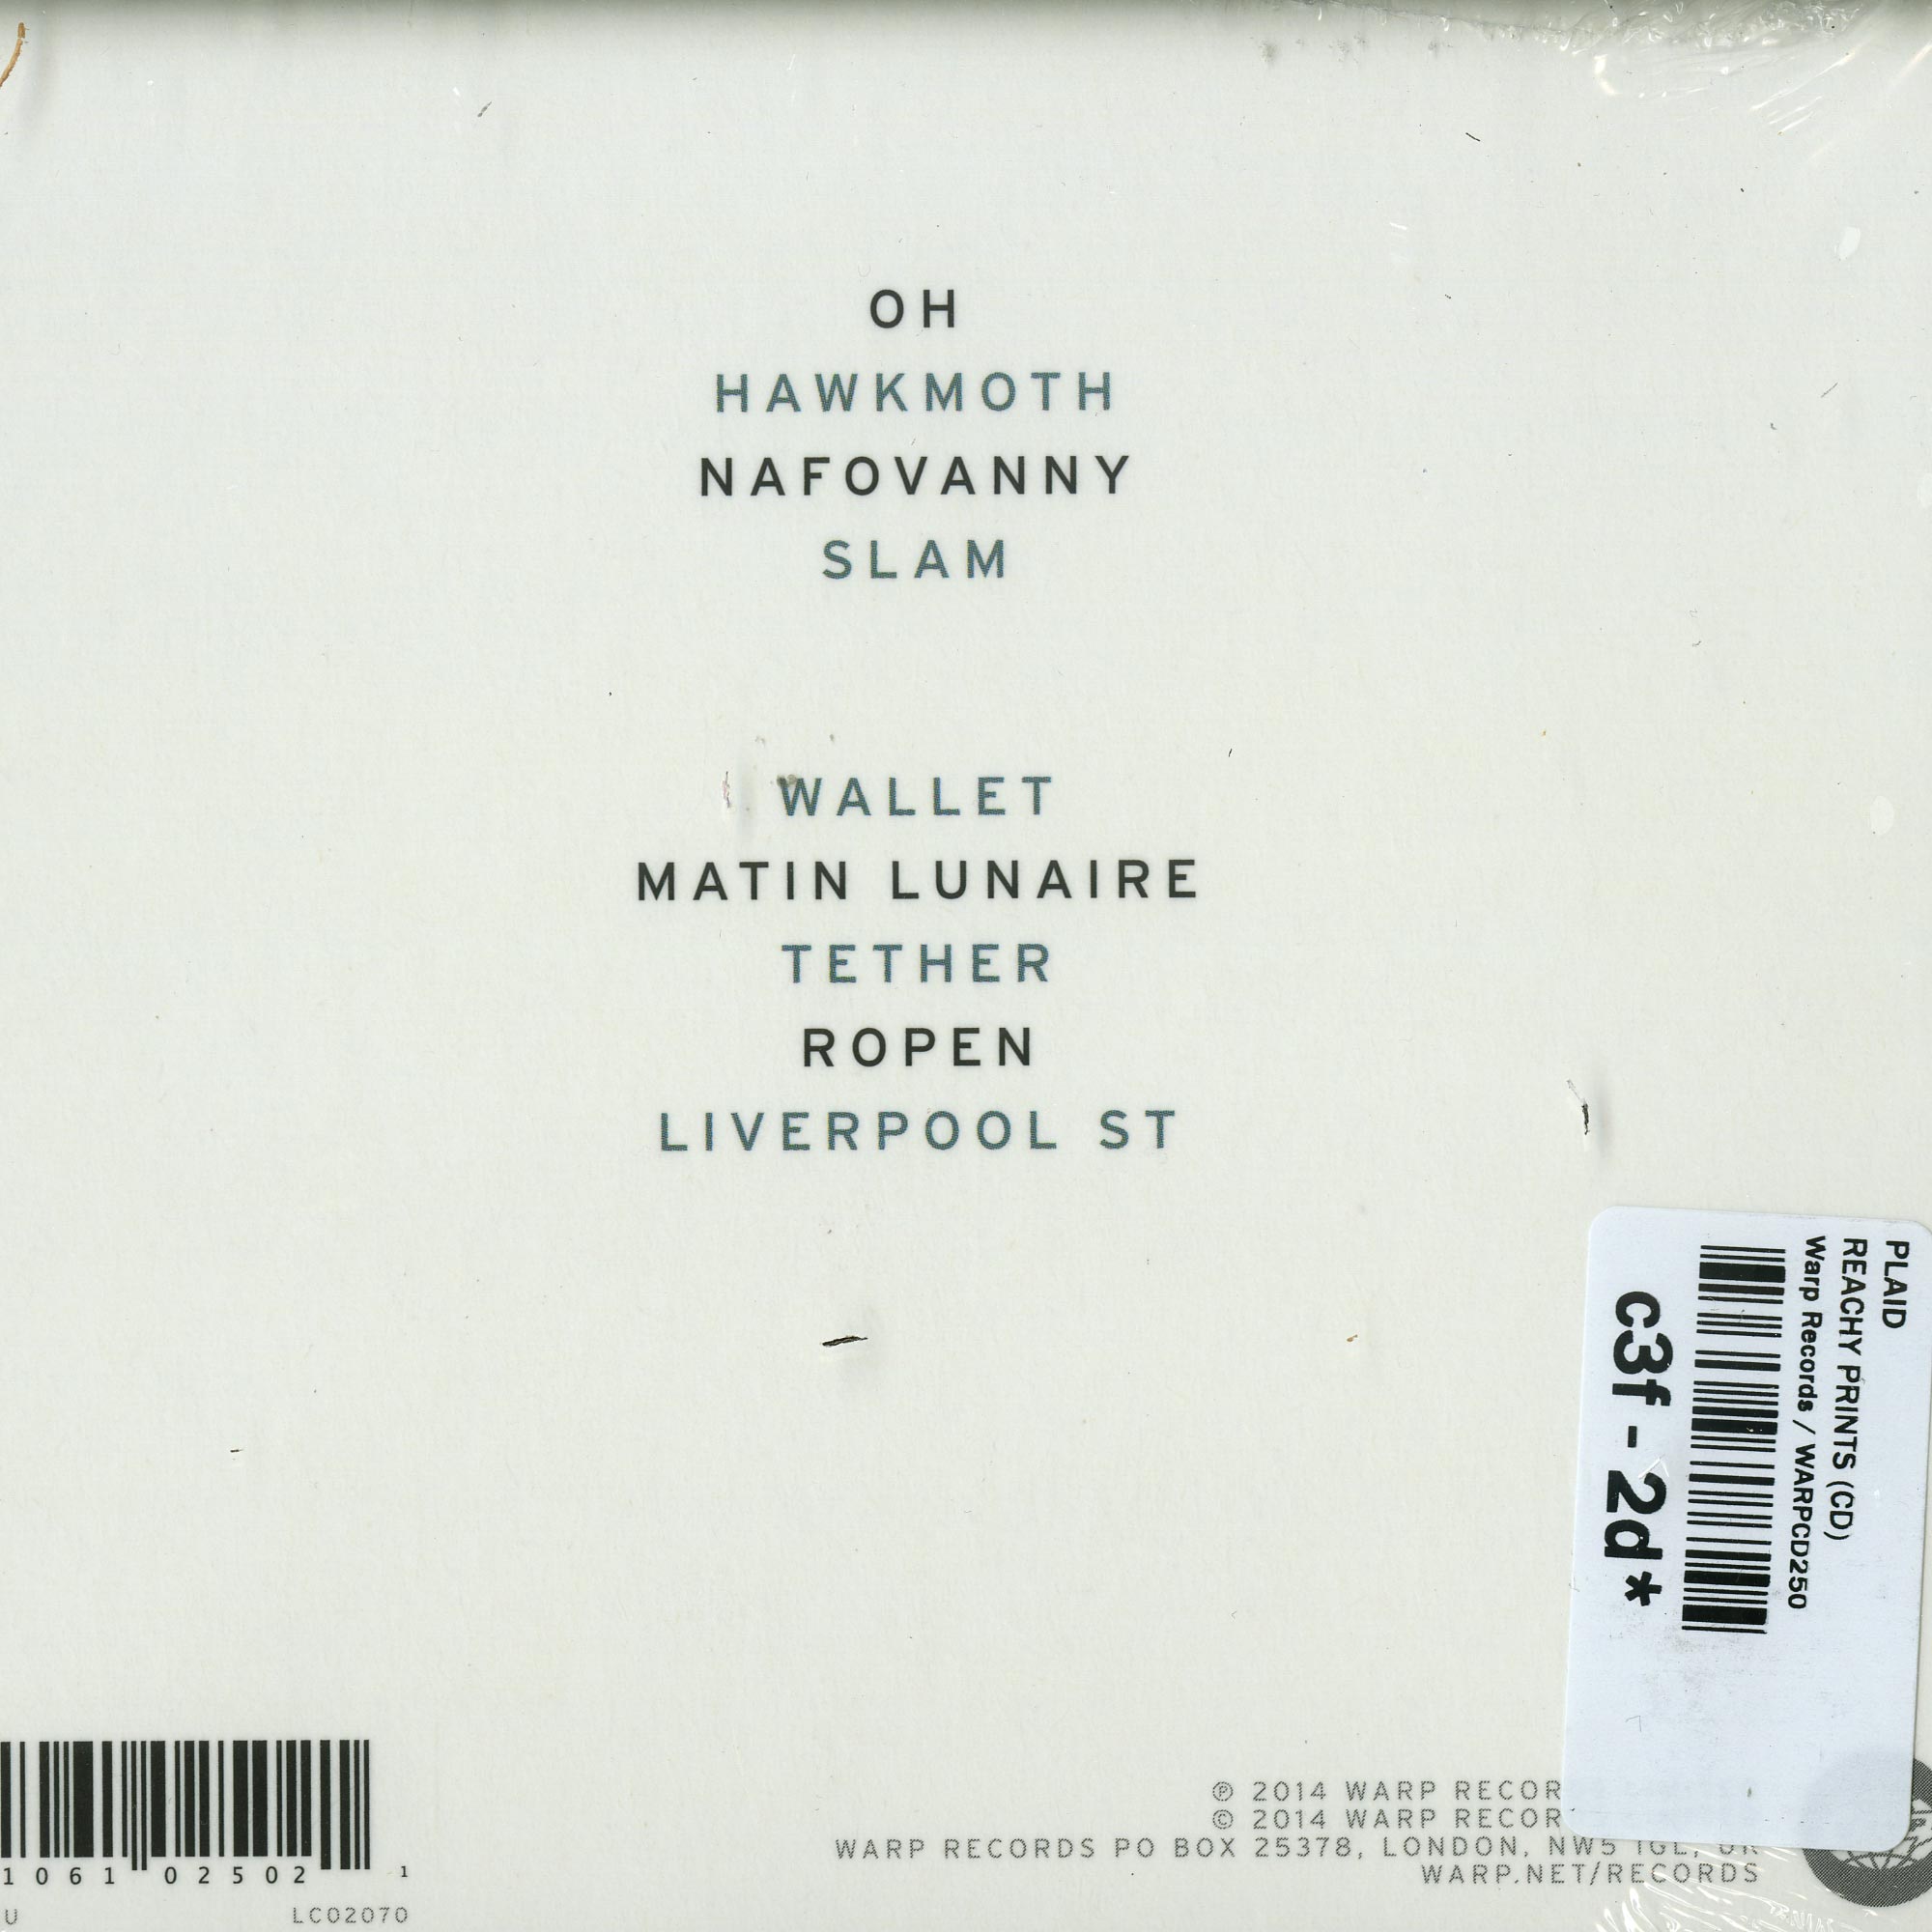 OH
HAWKMOTH
NAFOVANNY
SLAM
WALLET
MATIN LUNAIRE
TETHER
ROPEN
LIVERPOOL ST
PLAID
REACHY PRINTS (CD)
Warp Records / WARPCD250
c3f - 2d*
1061 02502 1
U LC02070
℗ 2014 WARP RECOR
© 2014 WARP RECOR
WARP RECORDS PO BOX 25378, LONDON, NW5
WARP.NET/RECORDS